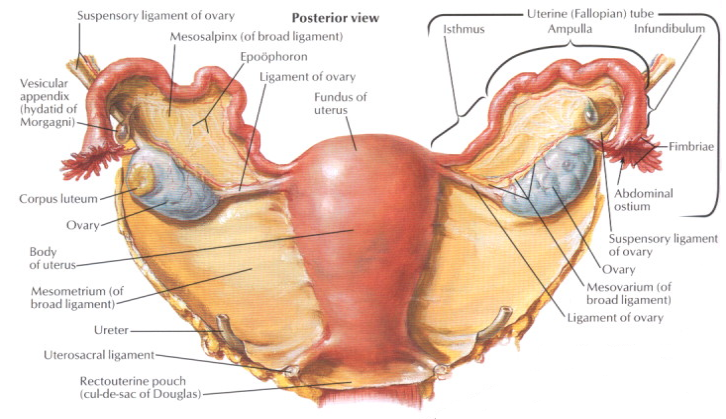 Suspensory ligament of ovary
Posterior view
Uterine (Fallopian) tube
Isthmus
Ampulla
Infundibulum
Mesosalpinx (of broad ligament)
Epoöphoron
Ligament of ovary
Fundus of
uterus
Vesicular
appendix
(hydatid of
Morgagni)
Fimbriae
Abdominal
ostium
Corpus luteum
Ovary
Body
of uterus
Mesometrium (of
broad ligament)
Ureter
Uterosacral ligament
Rectouterine pouch
(cul-de-sac of Douglas)
Suspensory ligament
of ovary
Ovary
Mesovarium (of
broad ligament)
Ligament of ovary